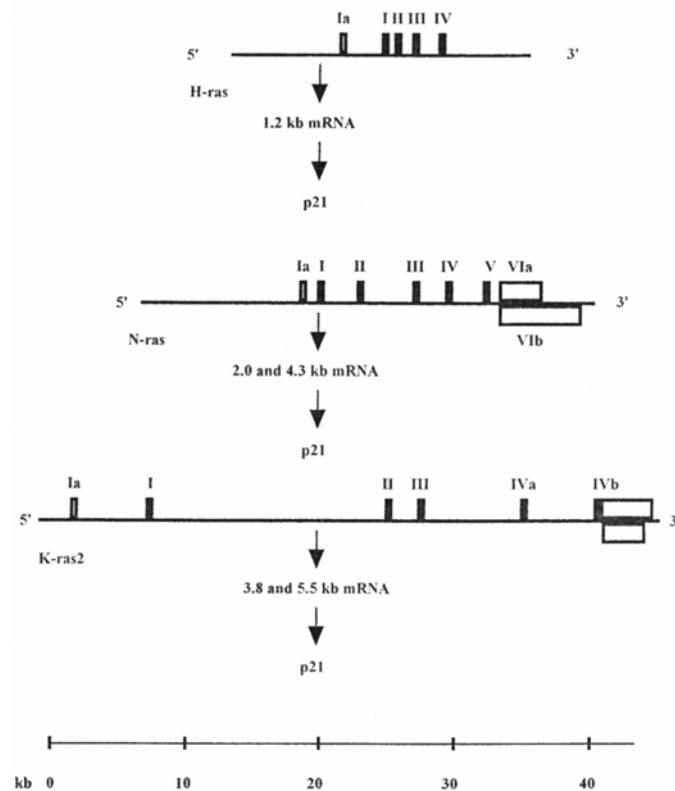 Ia I II III IV
5' 3'
H-ras
1.2 kb mRNA
p21
Ia I II III IV V VIa
5' 3'
N-ras VIb
2.0 and 4.3 kb mRNA
p21
Ia I II III IVa IVb
5' 3'
K-ras2
3.8 and 5.5 kb mRNA
p21
kb 0 10 20 30 40